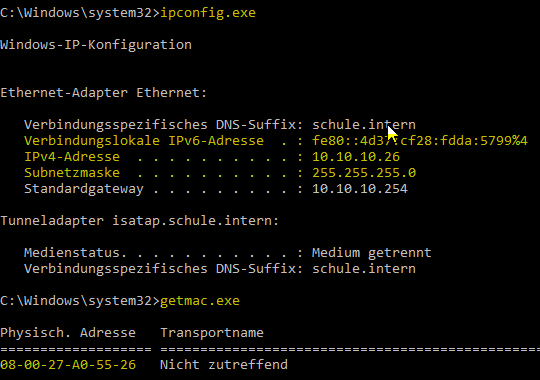 C:\Windows\system32>ipconfig.exe
Windows-IP-Konfiguration
Ethernet-Adapter Ethernet:
Verbindungsspezifisches DNS-Suffix: schule.intern
Verbindungslokale IPv6-Adresse . : fe80::4d37:cf28:fdda:5799%4
IPv4-Adresse . . . . . . . . . . : 10.10.10.26
Subnetzmaske . . . . . . . . . . : 255.255.255.0
Standardgateway . . . . . . . . . : 10.10.10.254
Tunneladapter isatap.schule.intern:
Medienstatus. . . . . . . . . . . : Medium getrennt
Verbindungsspezifisches DNS-Suffix: schule.intern
C:\Windows\system32>getmac.exe
Physisch. Adresse Transportname
=================== ================================================
08-00-27-A0-55-26 Nicht zutreffend